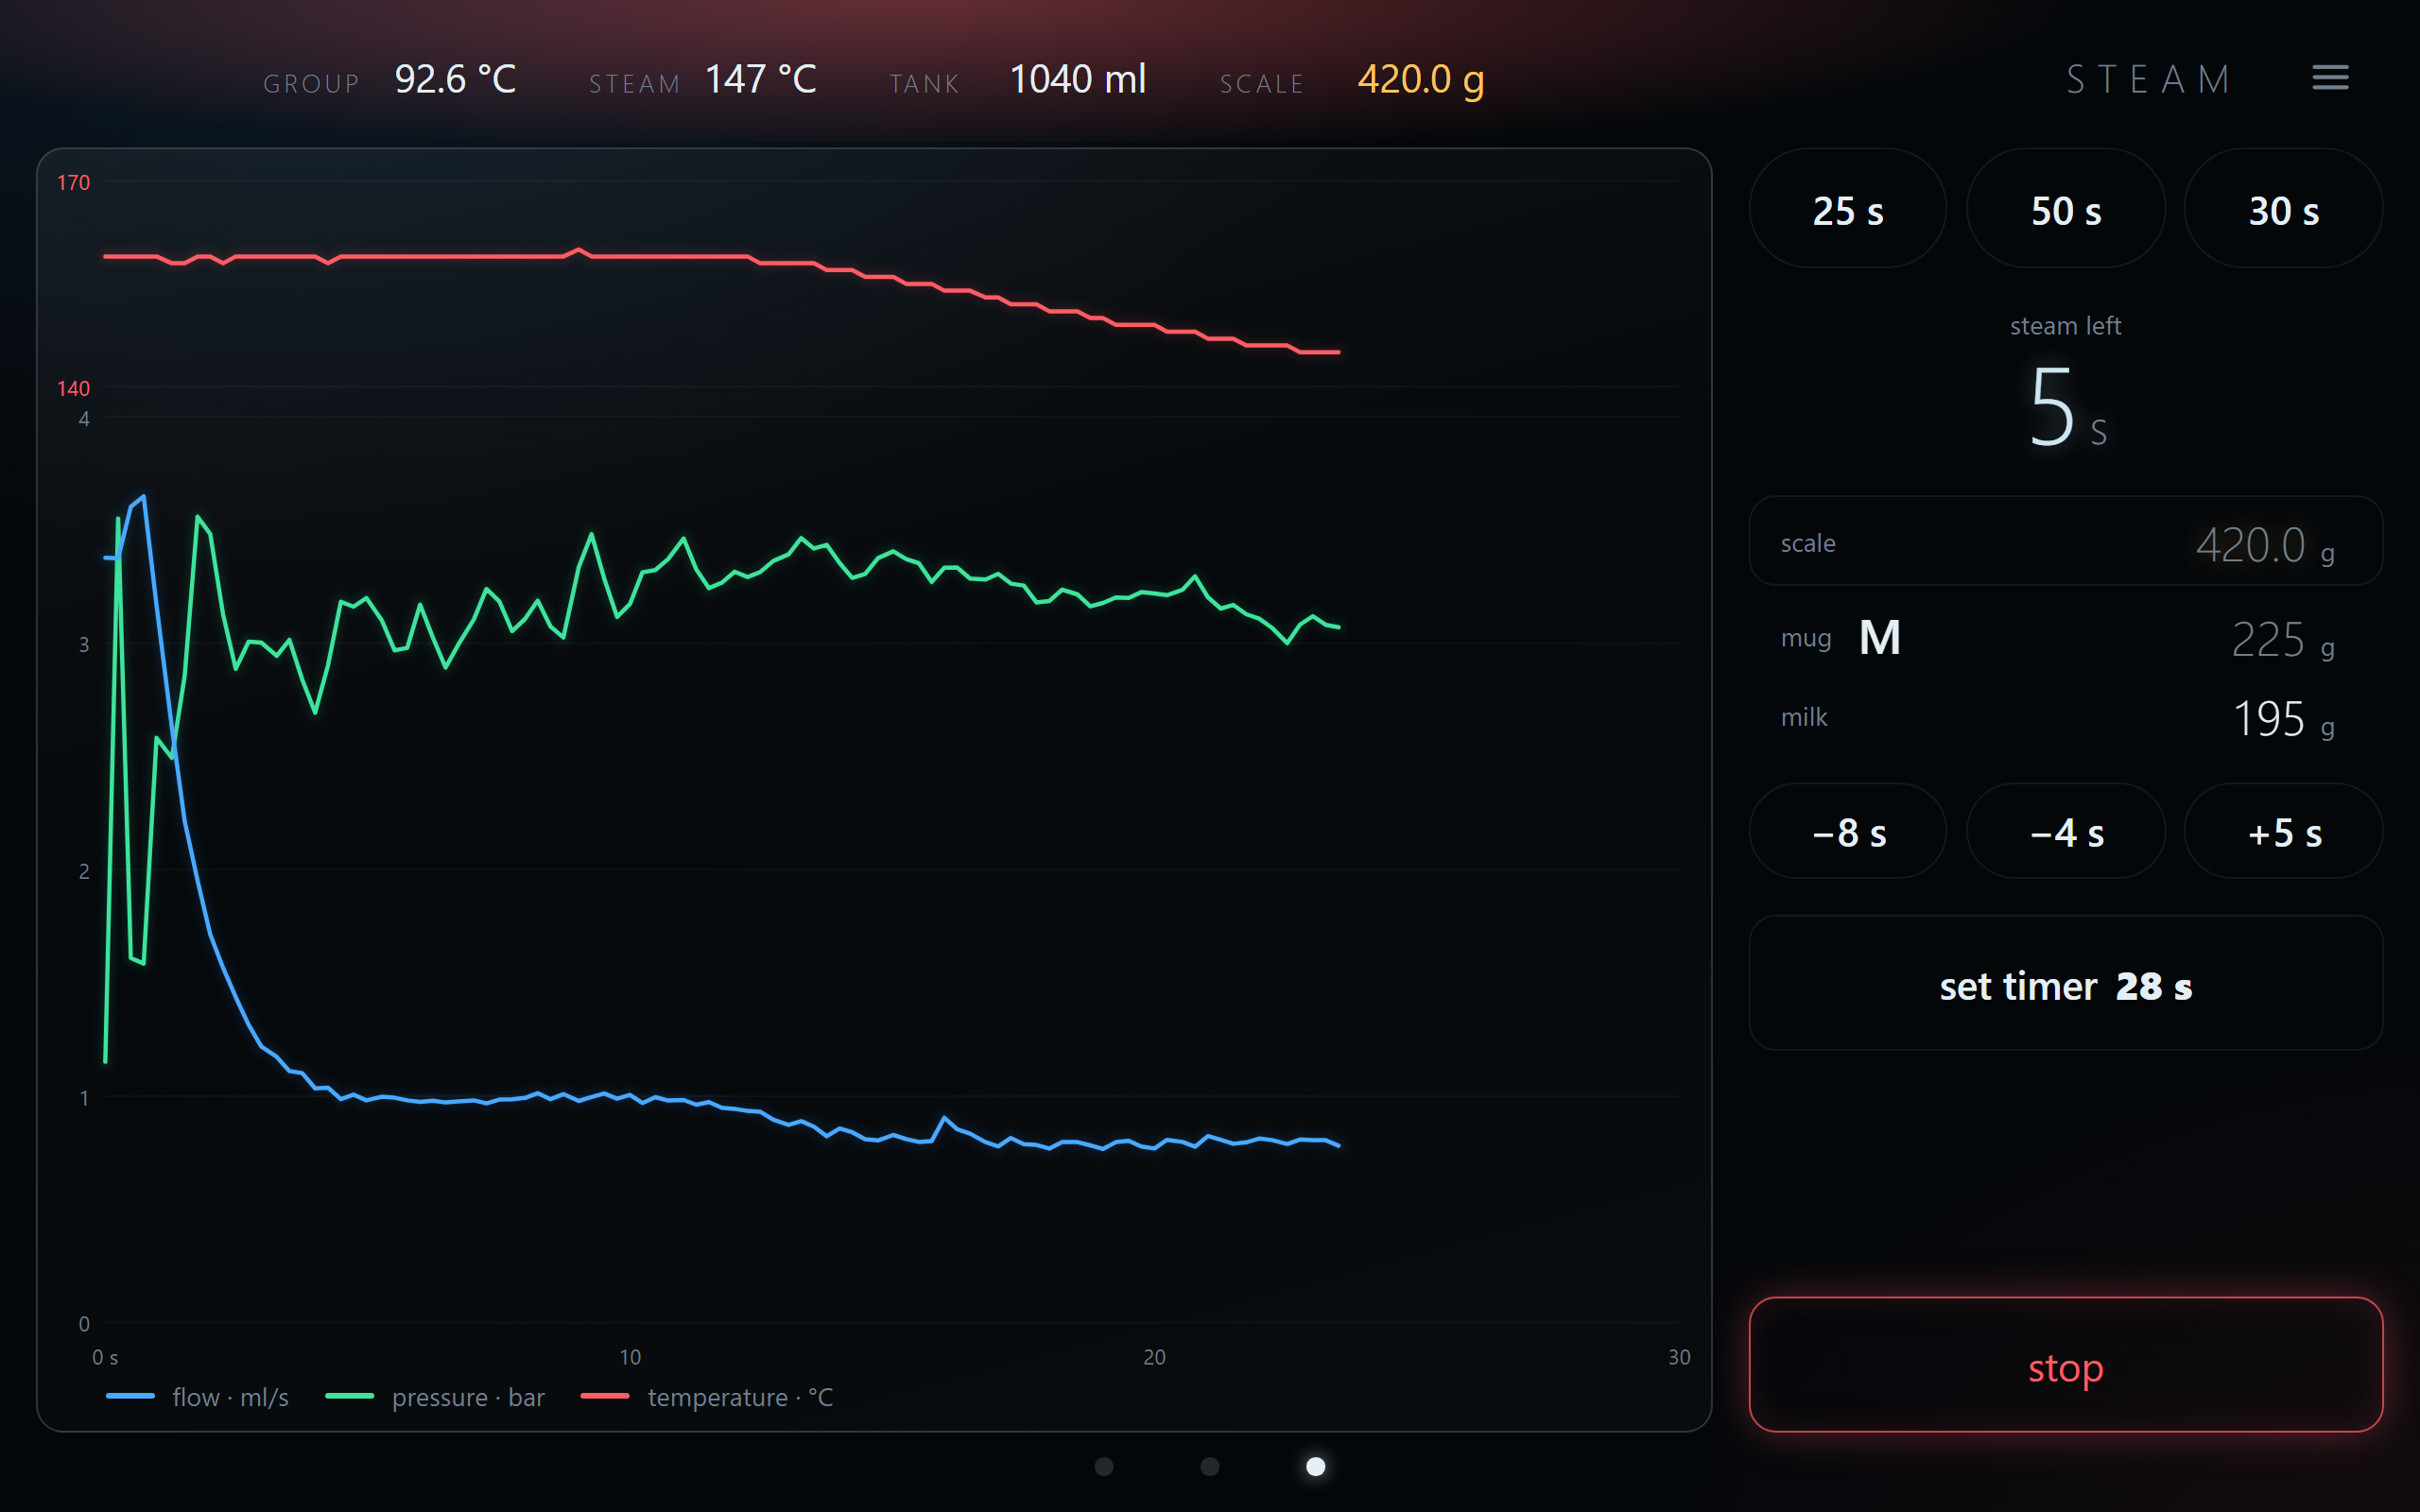 GROUP 92.6 °C STEAM 147 °C TANK 1040 ml SCALE 420.0 g STEAM
170
140
4
3
2
1
0
0 s 10 20 30
flow · ml/s pressure · bar temperature · °C
25 s 50 s 30 s
steam left
5 s
scale 420.0 g
mug M 225 g
milk 195 g
−8 s −4 s +5 s
set timer 28 s
stop